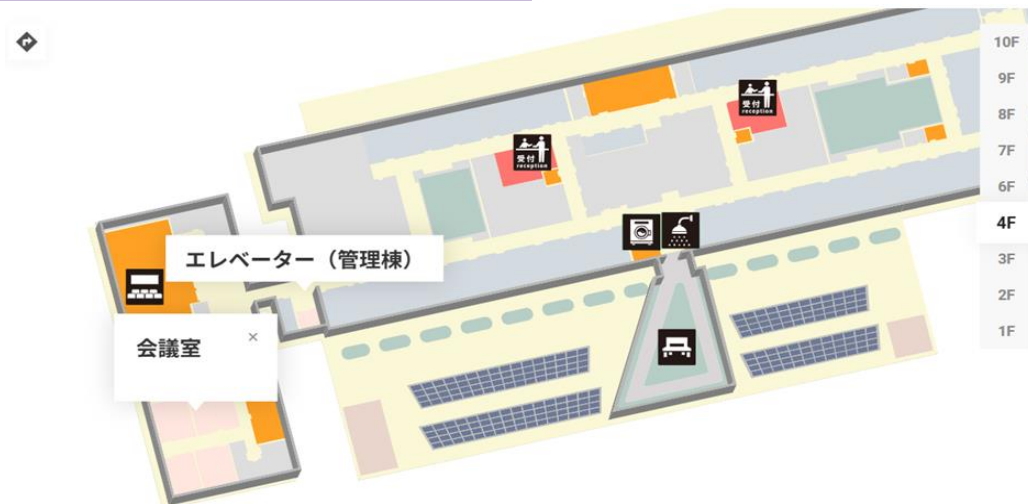 10F
9F
受付
reception
8F
受付
reception
7F
6F
4F
エレベーター（管理棟）
3F
2F
会議室
×
1F